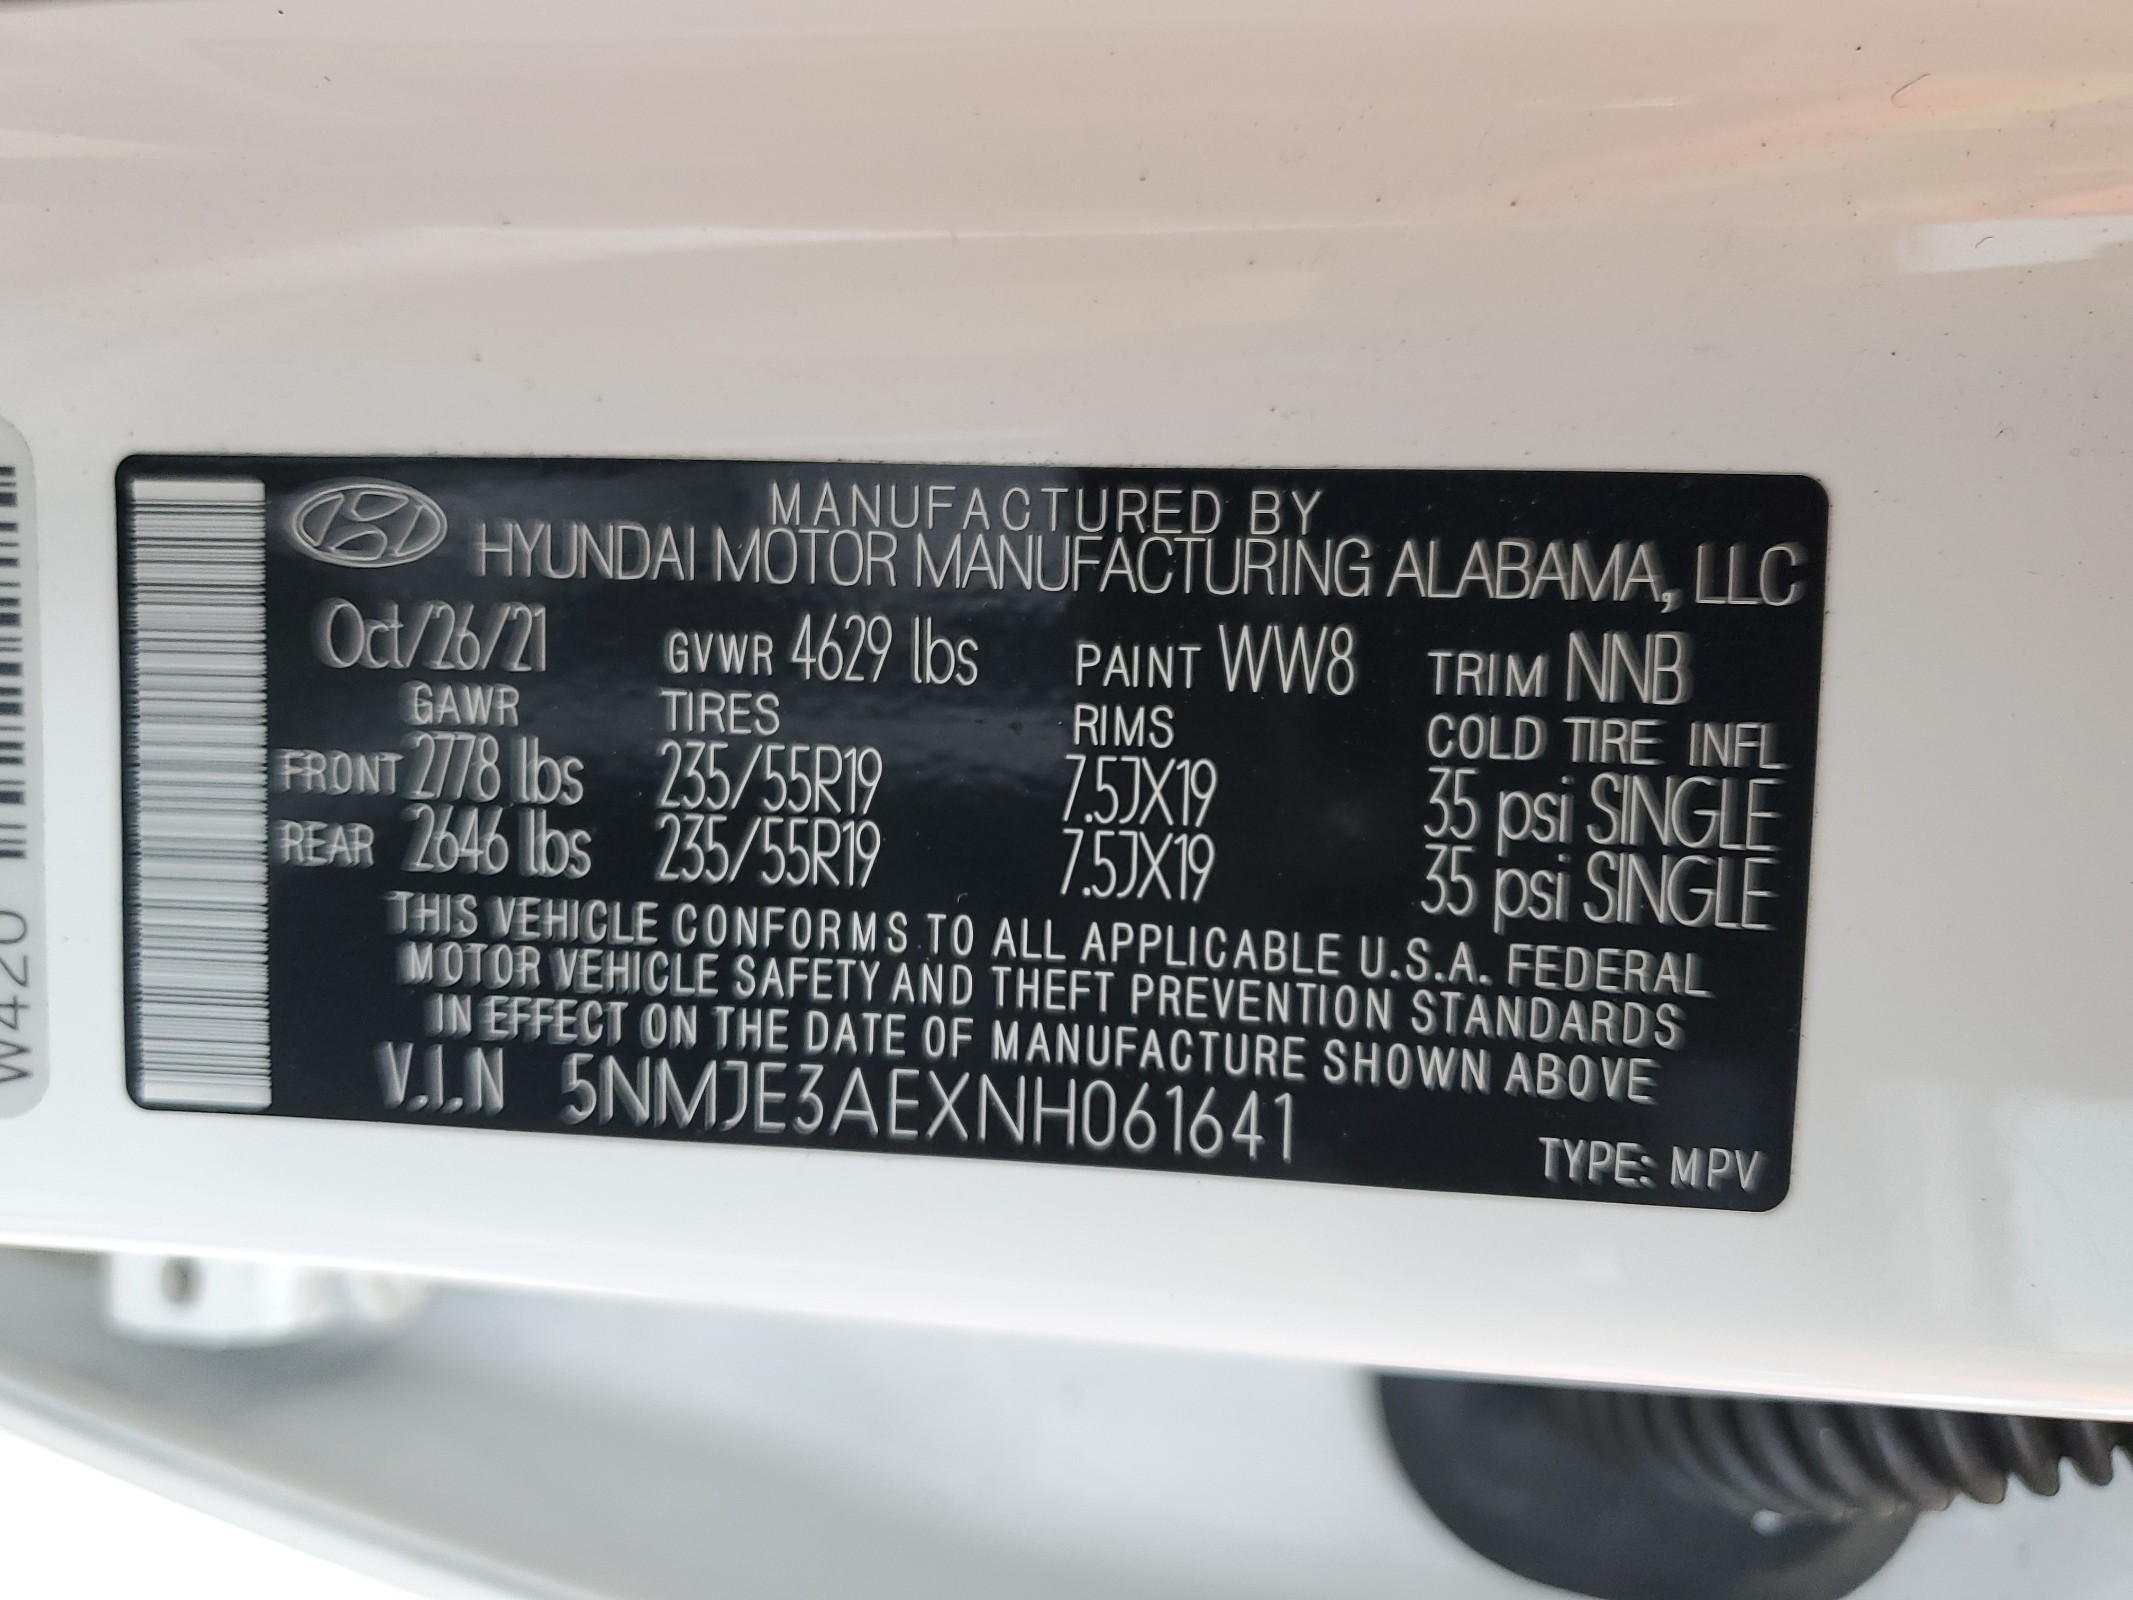 MANUFACTURED BY
HYUNDAI MOTOR MANUFACTURING ALABAMA, LLC
Oct/26/21 GVWR 4629 lbs PAINT WW8 TRIM NNB
GAWR TIRES RIMS COLD TIRE INFL
FRONT 2778 lbs 235/55R19 7.5JX19 35 psi SINGLE
REAR 2646 lbs 235/55R19 7.5JX19 35 psi SINGLE
THIS VEHICLE CONFORMS TO ALL APPLICABLE U.S.A. FEDERAL
MOTOR VEHICLE SAFETY AND THEFT PREVENTION STANDARDS
IN EFFECT ON THE DATE OF MANUFACTURE SHOWN ABOVE
V.I.N 5NMJE3AEXNH061641
TYPE: MPV